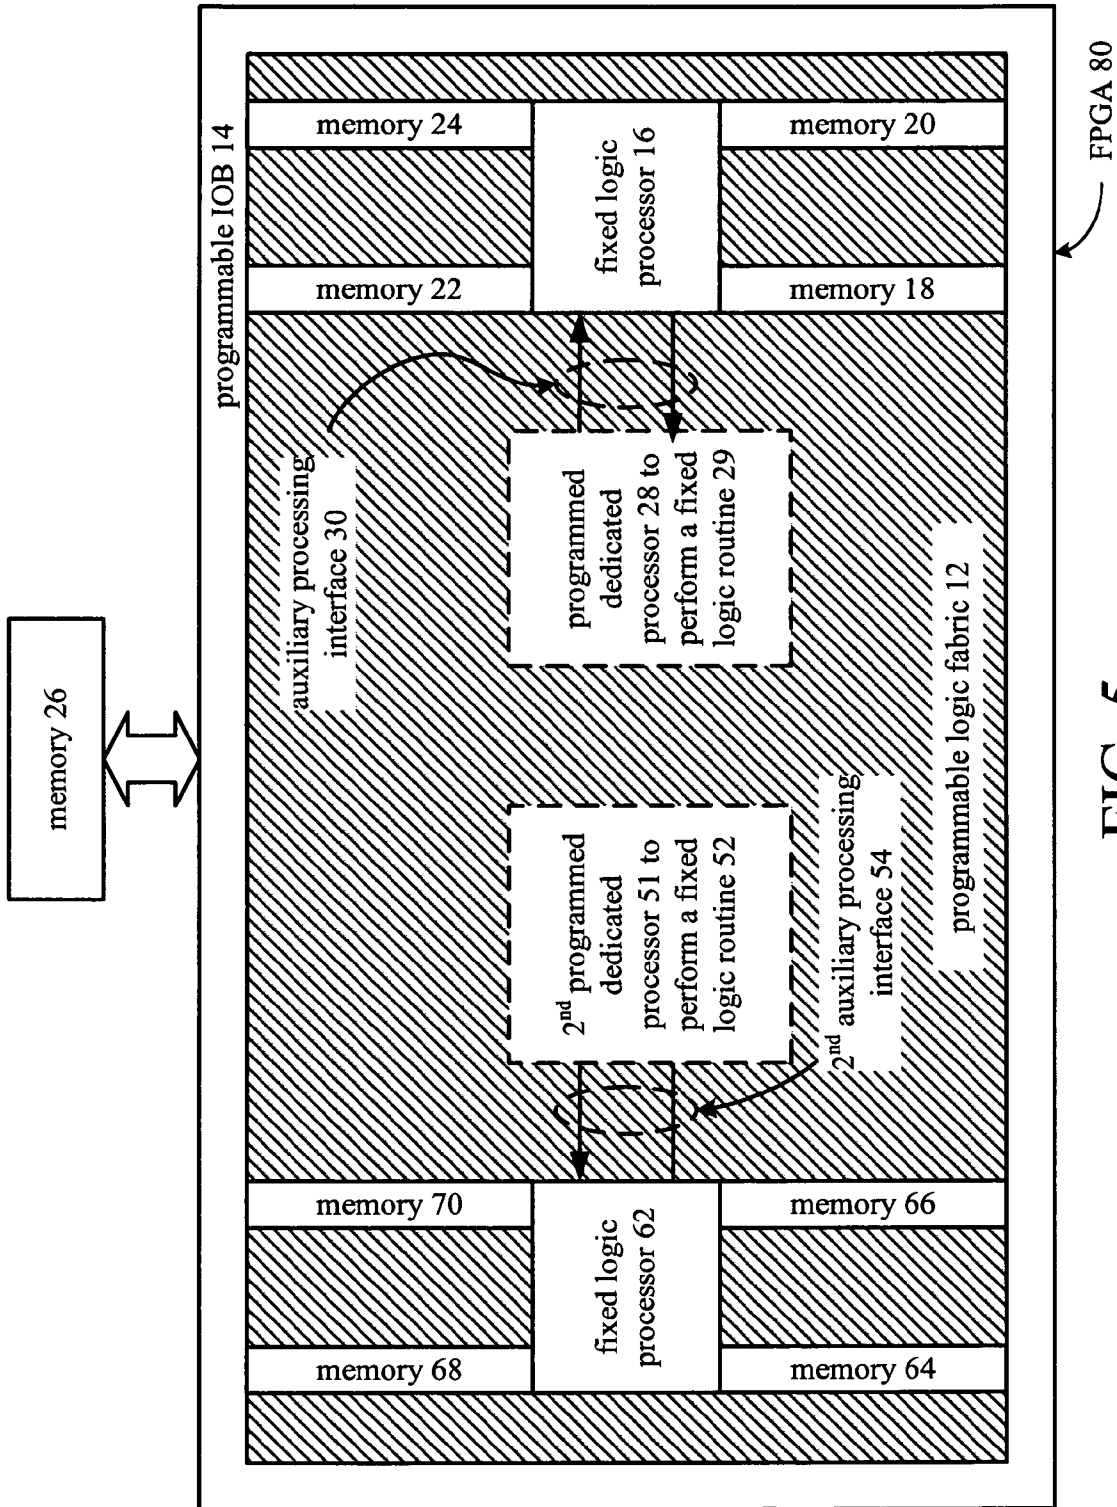 memory 26
programmable IOB 14
memory 68
memory 70
memory 22
memory 24
auxiliary processing
interface 30
fixed logic
processor 62
2nd programmed
dedicated
processor 51 to
perform a fixed
logic routine 52
programmed
dedicated
processor 28 to
perform a fixed
logic routine 29
fixed logic
processor 16
memory 64
memory 66
memory 18
memory 20
2nd auxiliary processing
interface 54
programmable logic fabric 12
FPGA 80
FIG. 5